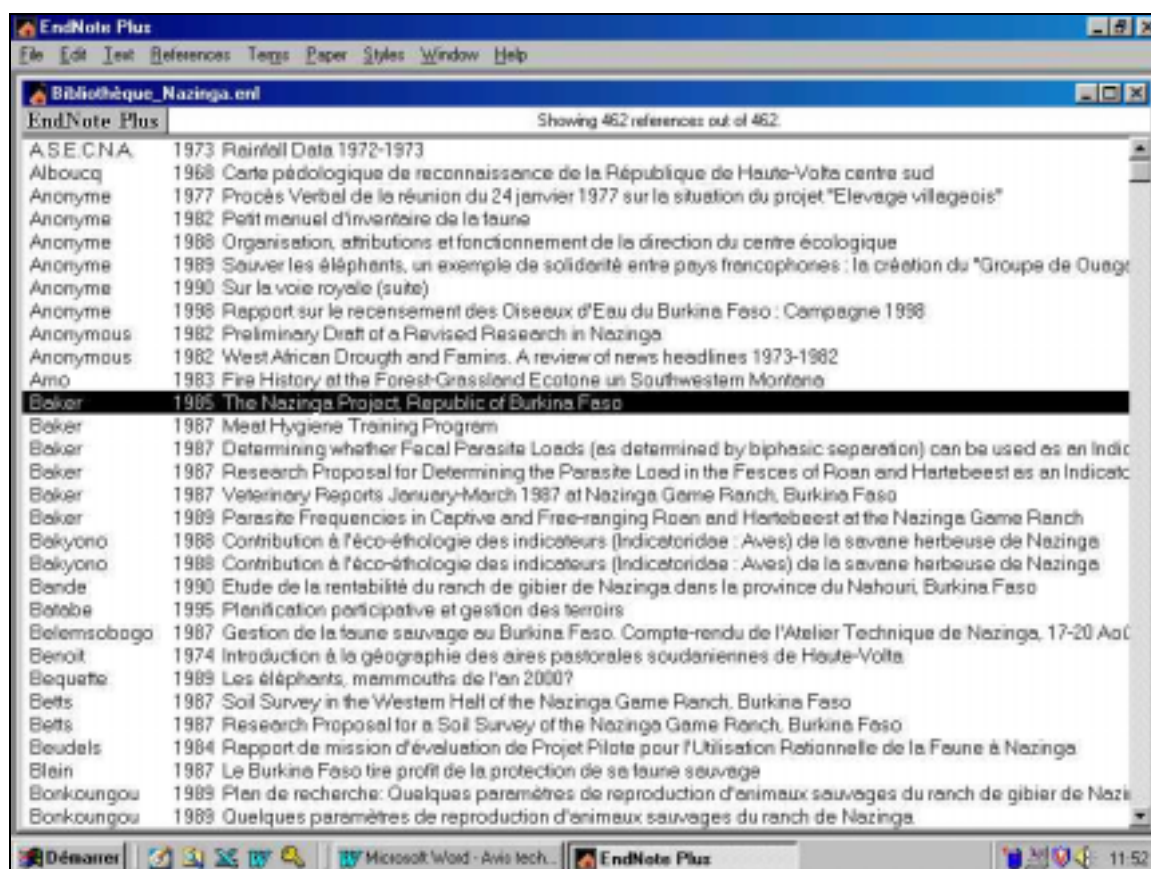 EndNote Plus
File Edit Text References Terms Paper Styles Window Help
Bibliothèque_Nazinga.enl
EndNote Plus Showing 462 references out of 462.
A.S.E.C.N.A. 1973 Rainfall Data 1972-1973
Alboucq 1968 Carte pédologique de reconnaissance de la République de Haute-Volta centre sud
Anonyme 1977 Procès Verbal de la réunion du 24 janvier 1977 sur la situation du projet "Elevage villageois"
Anonyme 1982 Petit manuel d'inventaire de la faune
Anonyme 1988 Organisation, attributions et fonctionnement de la direction du centre écologique
Anonyme 1989 Sauver les éléphants, un exemple de solidarité entre pays francophones : la création du "Groupe de Ouaga
Anonyme 1990 Sur la voie royale (suite)
Anonyme 1998 Rapport sur le recensement des Oiseaux d'Eau du Burkina Faso : Campagne 1998
Anonymous 1982 Preliminary Draft of a Revised Research in Nazinga
Anonymous 1982 West African Drougth and Famins. A review of news headlines 1973-1982
Arno 1983 Fire History at the Forest-Grassland Ecotone un Southwestern Montana
Baker 1985 The Nazinga Project, Republic of Burkina Faso
Baker 1987 Meat Hygiene Training Program
Baker 1987 Determining whether Fecal Parasite Loads (as determined by biphasic separation) can be used as an Indic
Baker 1987 Research Proposal for Determining the Parasite Load in the Fesces of Roan and Hartebeest as an Indicatc
Baker 1987 Veterinary Reports January-March 1987 at Nazinga Game Ranch, Burkina Faso
Baker 1989 Parasite Frequencies in Captive and Free-ranging Roan and Hartebeest at the Nazinga Game Ranch
Bakyono 1988 Contribution à l'éco-éthologie des indicateurs (Indicatoridae : Aves) de la savane herbeuse de Nazinga
Bakyono 1988 Contribution à l'éco-éthologie des indicateurs (Indicatoridae : Aves) de la savane herbeuse de Nazinga
Bande 1990 Etude de la rentabilité du ranch de gibier de Nazinga dans la province du Nahouri, Burkina Faso
Batabe 1995 Planification participative et gestion des terroirs
Belemsobogo 1987 Gestion de la faune sauvage au Burkina Faso. Compte-rendu de l'Atelier Technique de Nazinga, 17-20 Aoû
Benoit 1974 Introduction à la géographie des aires pastorales soudaniennes de Haute-Volta
Bequette 1989 Les éléphants, mammouths de l'an 2000?
Betts 1987 Soil Survey in the Western Half of the Nazinga Game Ranch, Burkina Faso
Betts 1987 Research Proposal for a Soil Survey of the Nazinga Game Ranch, Burkina Faso
Beudels 1984 Rapport de mission d'évaluation de Projet Pilote pour l'Utilisation Rationnelle de la Faune à Nazinga
Blain 1987 Le Burkina Faso tire profit de la protection de sa faune sauvage
Bonkoungou 1989 Plan de recherche: Quelques paramètres de reproduction d'animaux sauvages du ranch de gibier de Nazi
Bonkoungou 1989 Quelques paramètres de reproduction d'animaux sauvages du ranch de Nazinga
Démarrer Microsoft Word - Avis tech... EndNote Plus 11:52